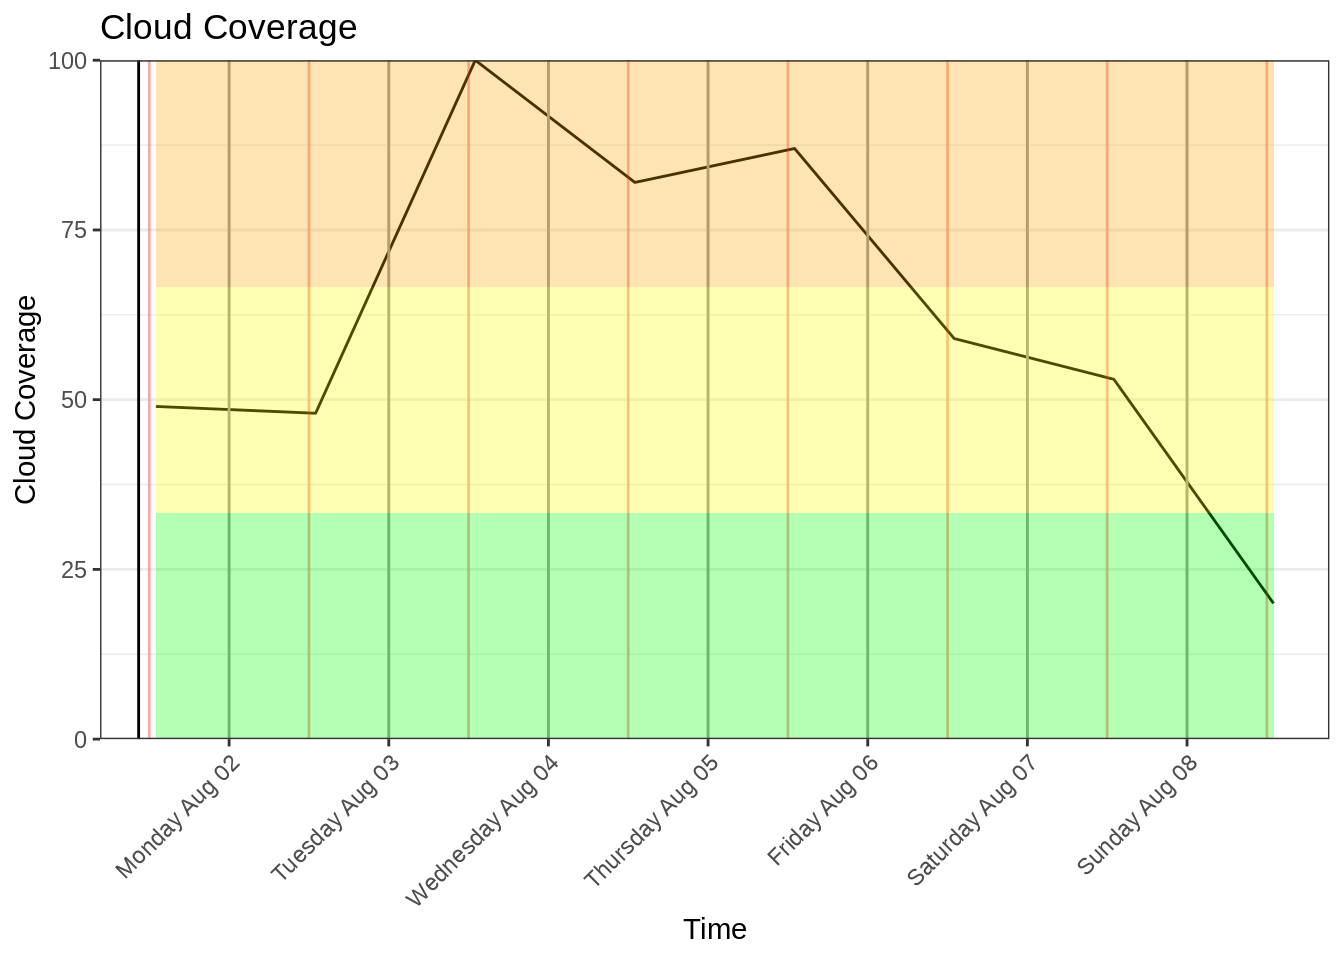 Cloud Coverage
100
75
50
25
0
Cloud Coverage
Monday Aug 02
Tuesday Aug 03
Wednesday Aug 04
Thursday Aug 05
Friday Aug 06
Saturday Aug 07
Sunday Aug 08
Time